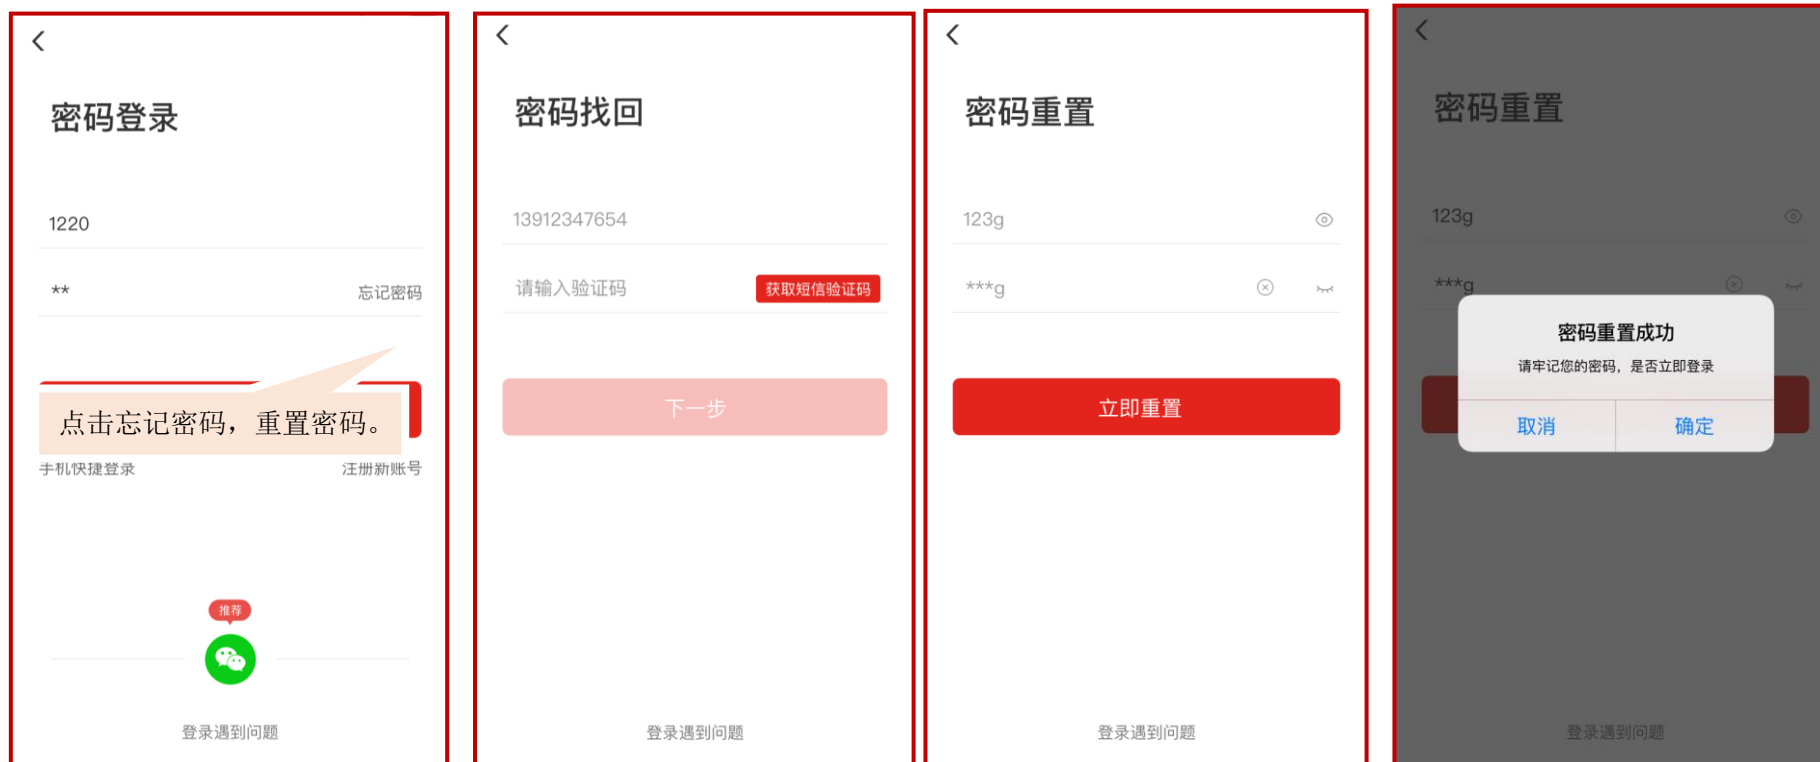 密码登录
1220
**
忘记密码
点击忘记密码，重置密码。
手机快捷登录
注册新账号
推荐
登录遇到问题
密码找回
13912347654
请输入验证码
获取短信验证码
下一步
登录遇到问题
密码重置
123g
***g
立即重置
登录遇到问题
密码重置
123g
***g
密码重置成功
请牢记您的密码，是否立即登录
取消
确定
登录遇到问题